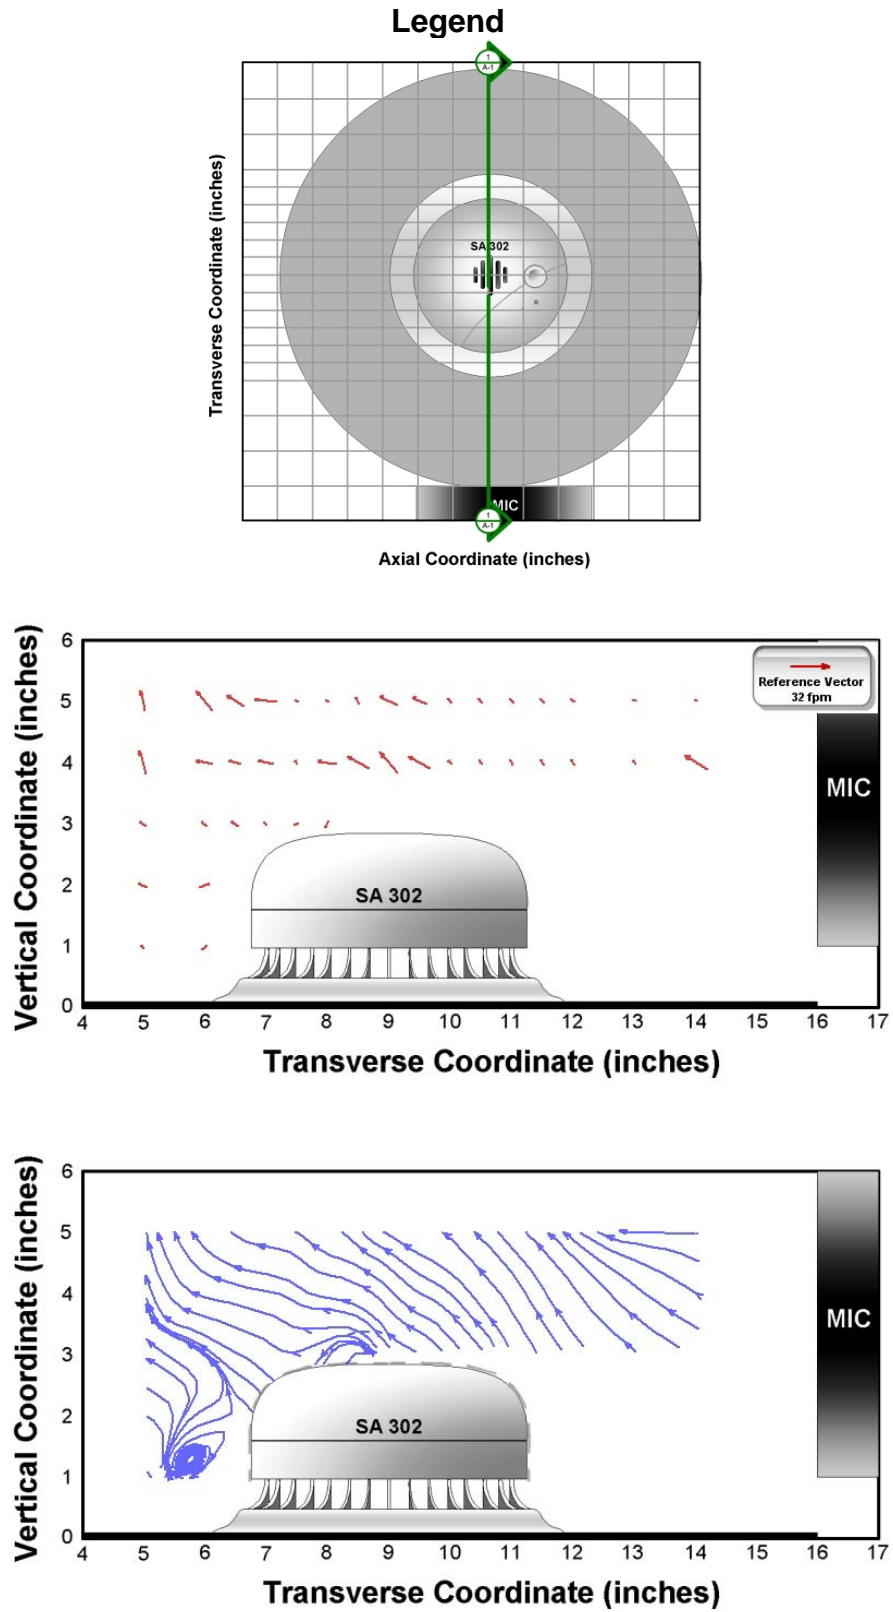 Legend
1
A-1
Transverse Coordinate (inches)
SA 302
MIC
1
A-1
Axial Coordinate (inches)
Vertical Coordinate (inches)
6
5
4
3
2
1
0
Reference Vector
32 fpm
MIC
SA 302
4 5 6 7 8 9 10 11 12 13 14 15 16 17
Transverse Coordinate (inches)
Vertical Coordinate (inches)
6
5
4
3
2
1
0
MIC
SA 302
4 5 6 7 8 9 10 11 12 13 14 15 16 17
Transverse Coordinate (inches)